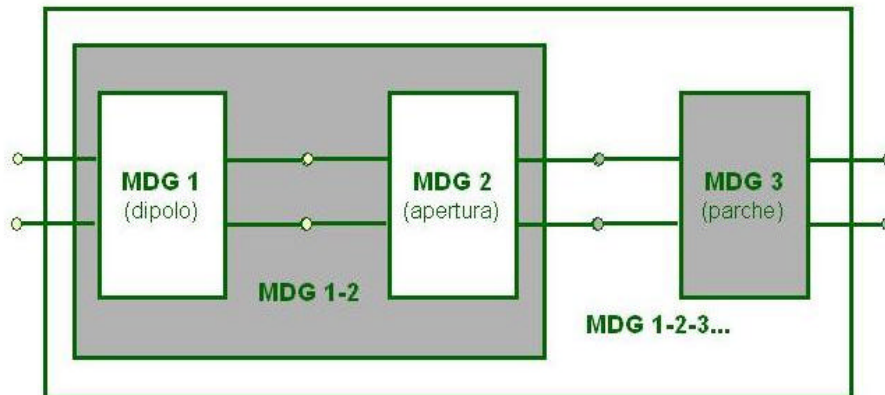 MDG 1
(dipolo)
MDG 2
(apertura)
MDG 3
(parche)
MDG 1-2
MDG 1-2-3...